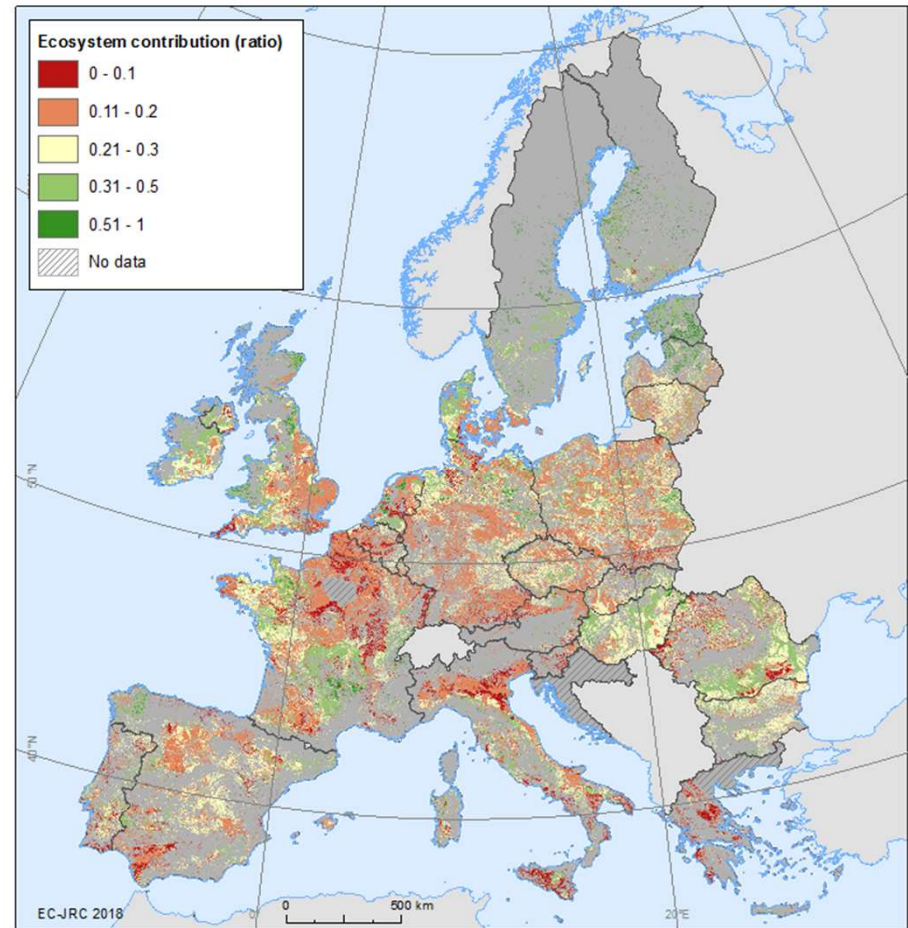 Ecosystem contribution (ratio)
0 - 0.1
0.11 - 0.2
0.21 - 0.3
0.31 - 0.5
0.51 - 1
No data
40°N
EC-JRC 2018
0
500 km
20°E